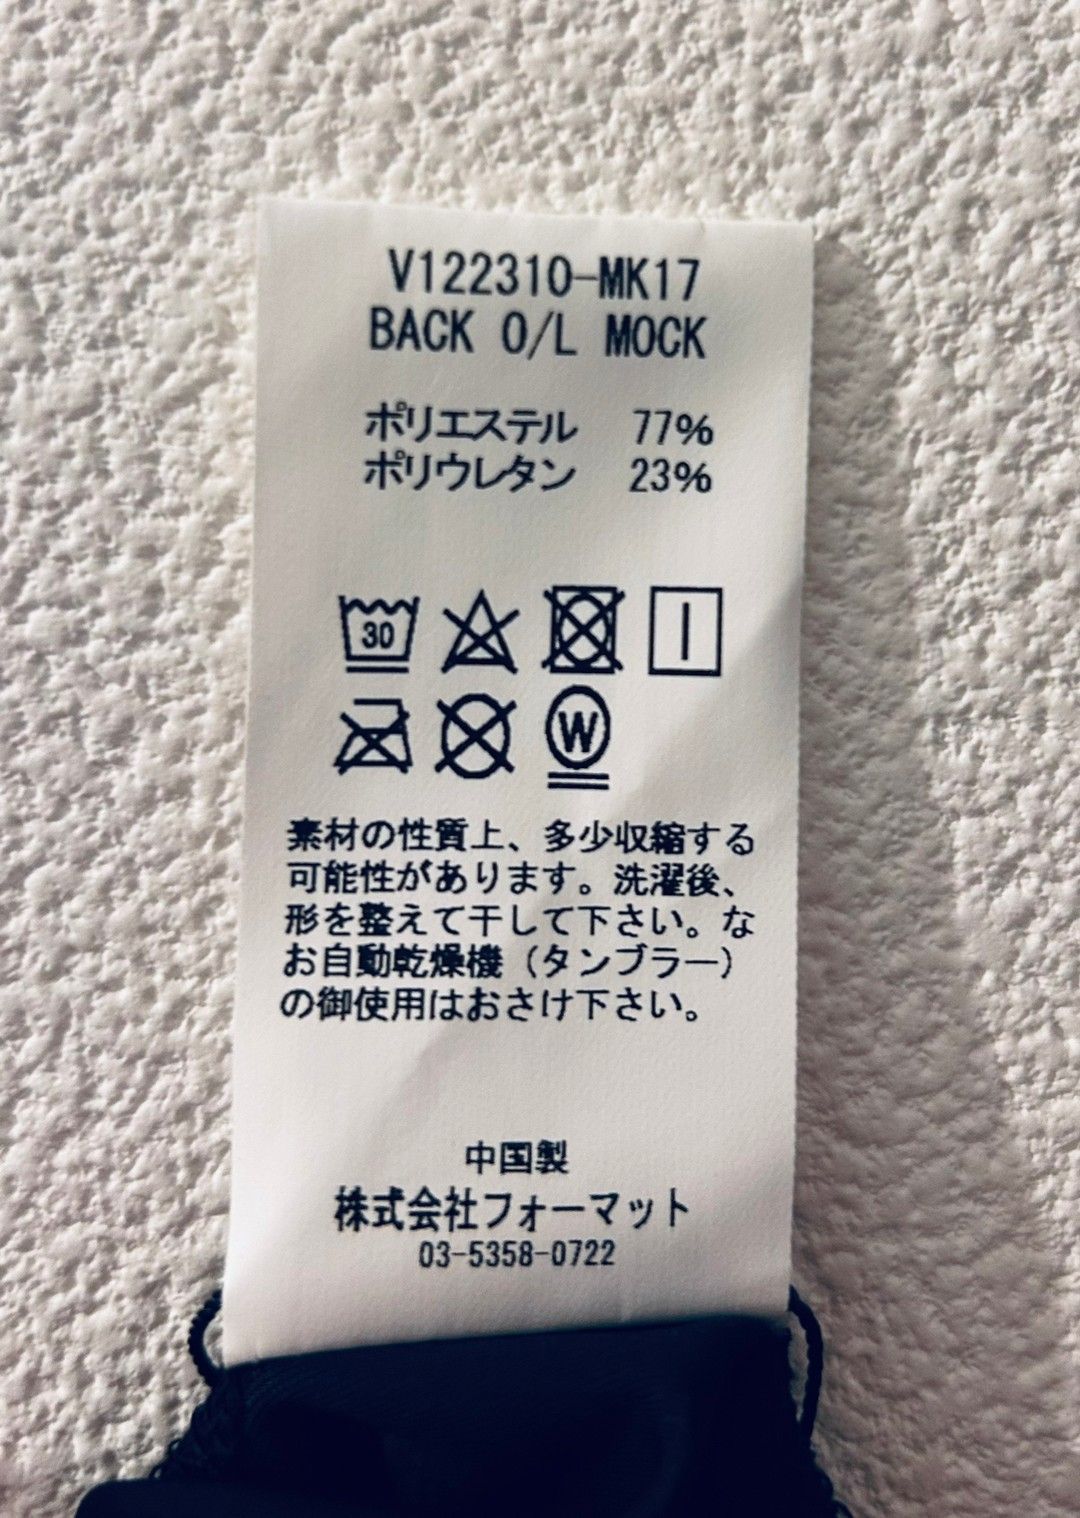 V122310-MK17
BACK O/L MOCK
ポリエステル 77%
ポリウレタン 23%
30
W
素材の性質上、多少収縮する
可能性があります。洗濯後、
形を整えて干して下さい。な
お自動乾燥機（タンブラー）
の御使用はおさけ下さい。
中国製
株式会社フォーマット
03-5358-0722